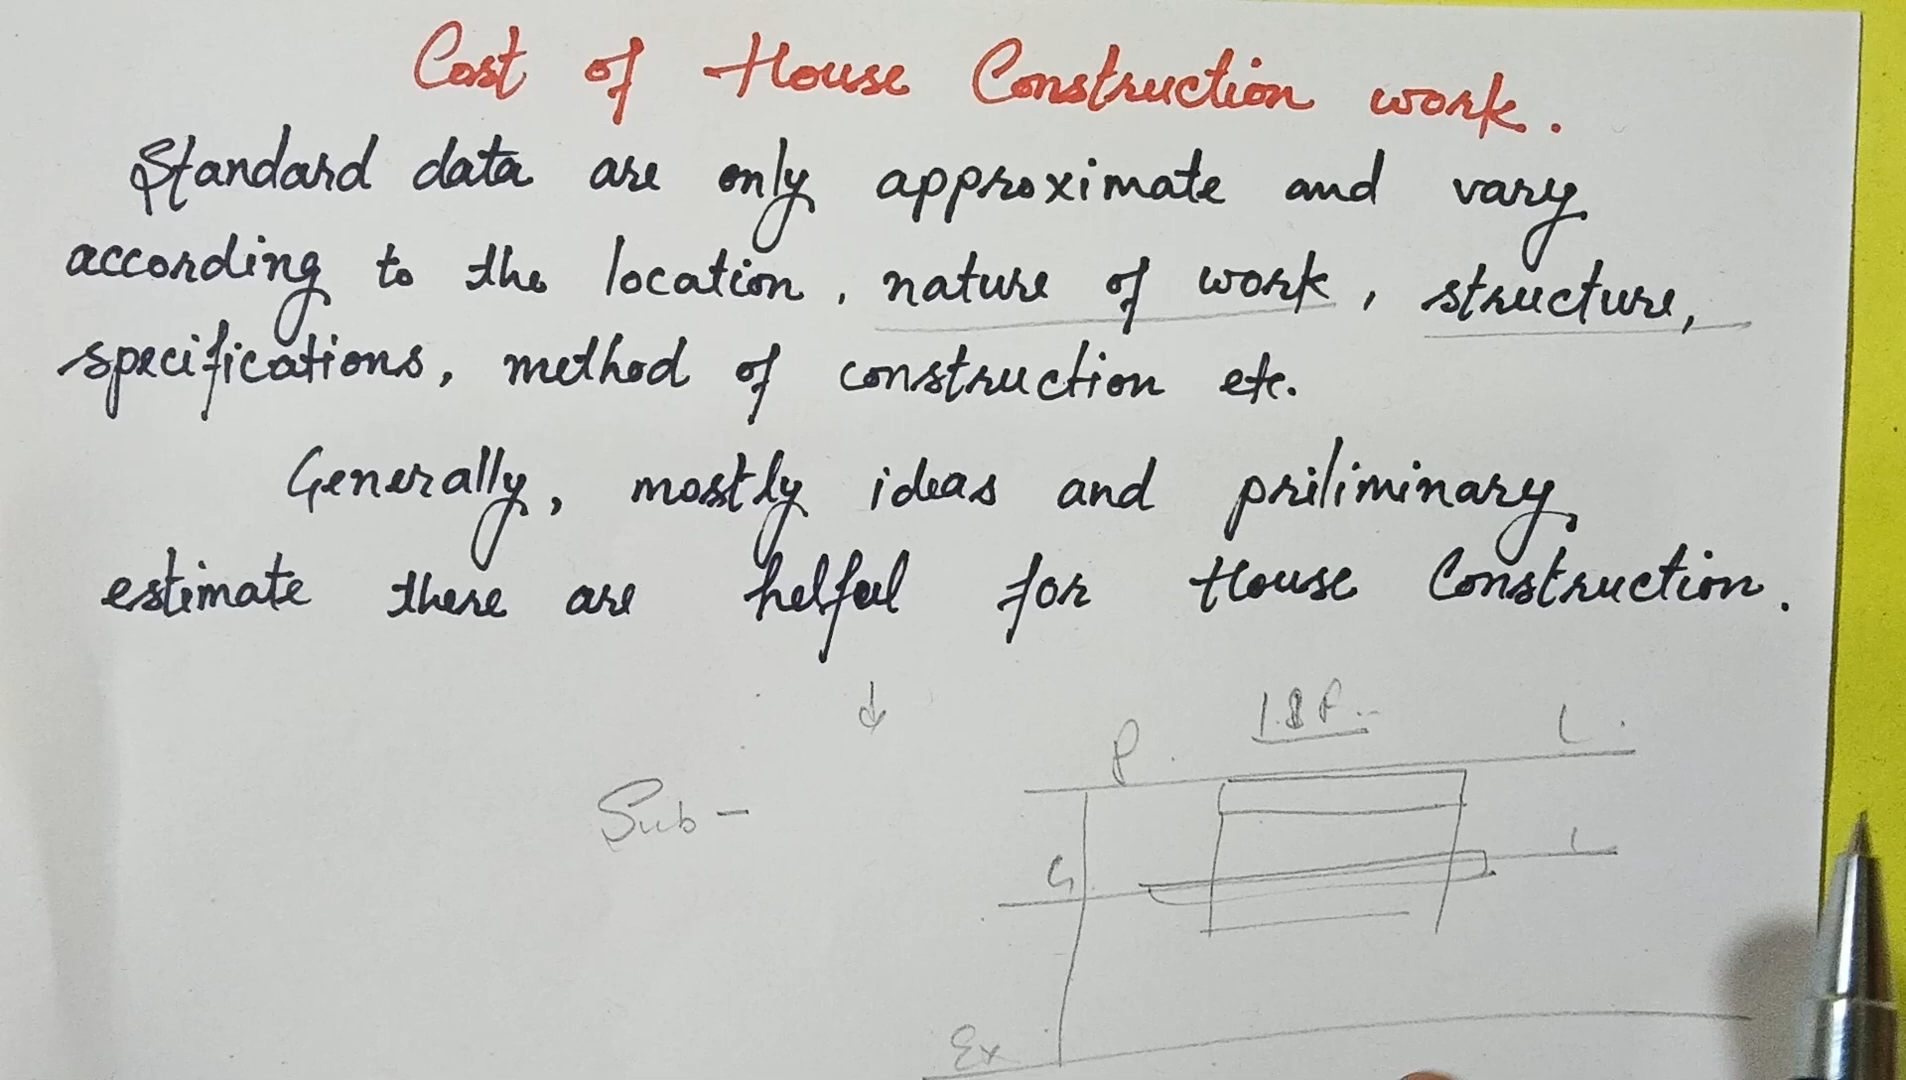 Cost of House Construction work.
Standard data are only approximate and vary
according to the location, nature of work, structure,
specifications, method of construction etc.
Generally, mostly ideas and priliminary
estimate there are helful for House Construction.
P. L.
Sub-
G L
Ex